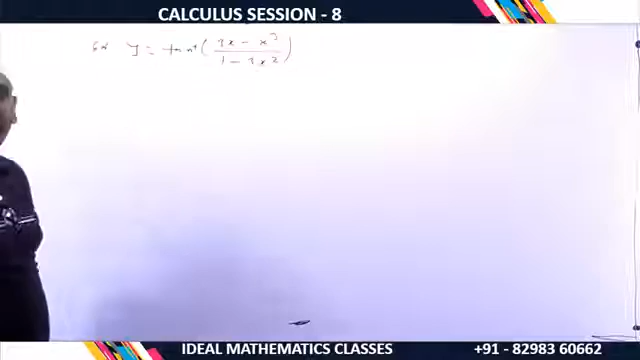 CALCULUS SESSION - 8
y = tan⁻¹ ( (3x - x³) / (1 - 3x²) )
IDEAL MATHEMATICS CLASSES +91 - 82983 60662